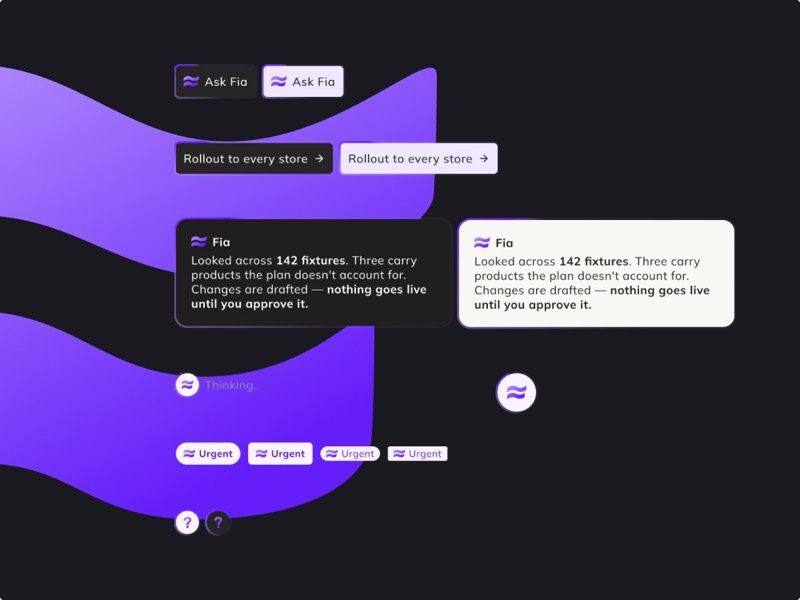 Ask Fia Ask Fia
Rollout to every store → Rollout to every store →
Fia
Looked across 142 fixtures. Three carry
products the plan doesn't account for.
Changes are drafted — nothing goes live
until you approve it.
Fia
Looked across 142 fixtures. Three carry
products the plan doesn't account for.
Changes are drafted — nothing goes live
until you approve it.
Thinking..
Urgent Urgent Urgent Urgent
? ?